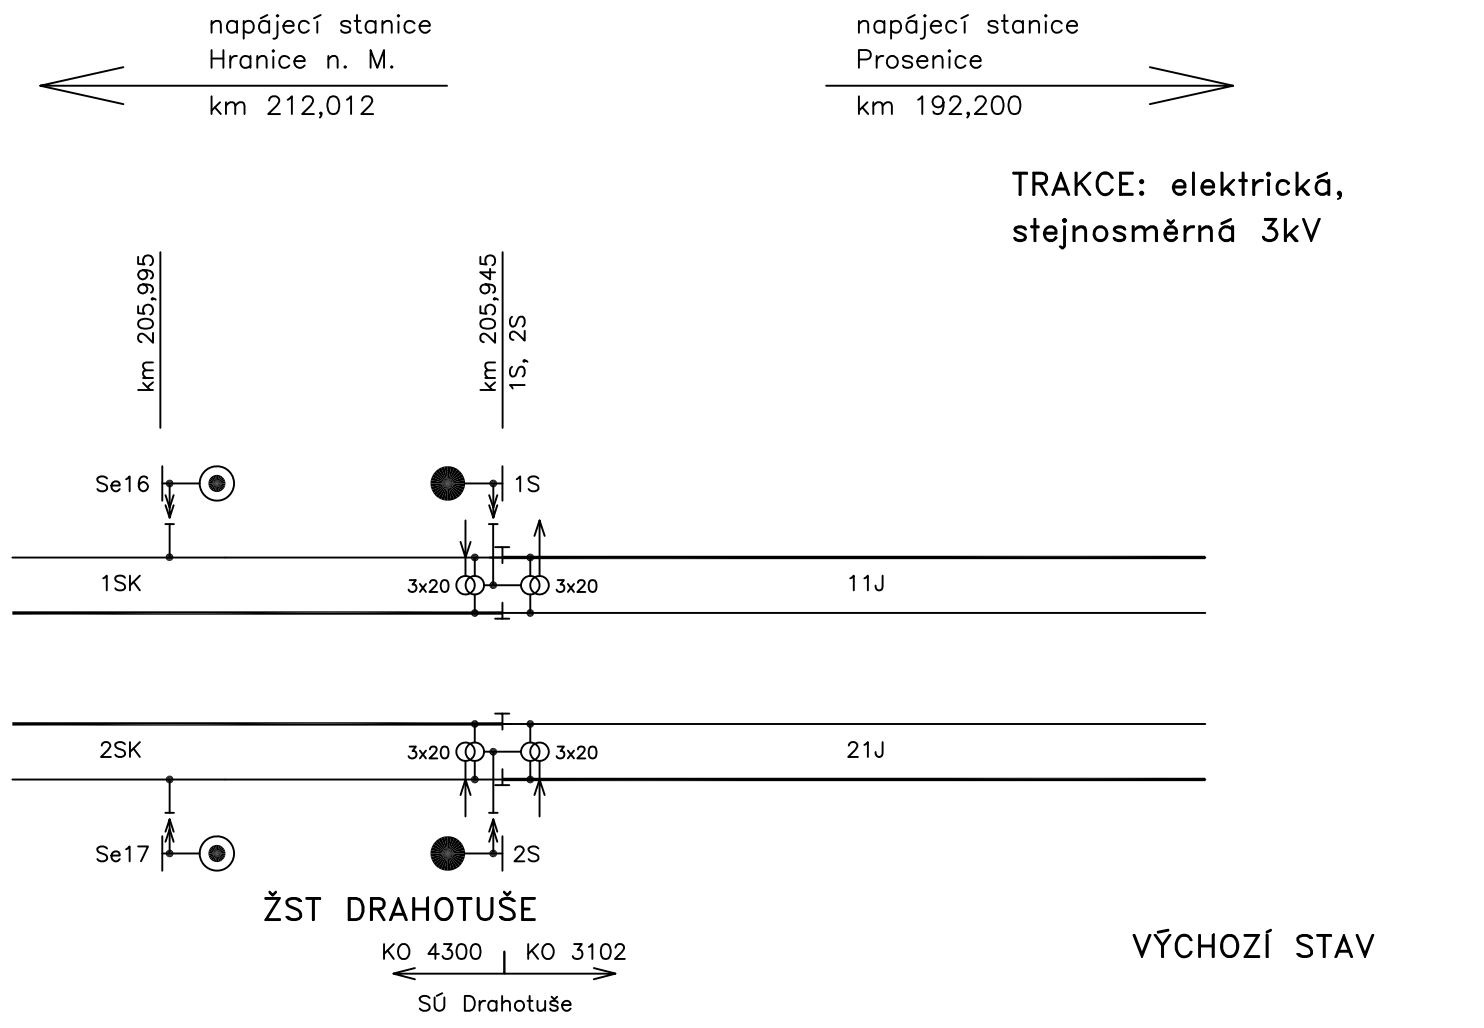 napájecí stanice
Hranice n. M.
km 212,012
napájecí stanice
Prosenice
km 192,200
TRAKCE: elektrická,
stejnosměrná 3kV
km 205,995
km 205,945
1S, 2S
Se16
1S
1SK
3x20
3x20
11J
2SK
3x20
3x20
21J
Se17
2S
ŽST DRAHOTUŠE
KO 4300
KO 3102
SÚ Drahotuše
VÝCHOZÍ STAV